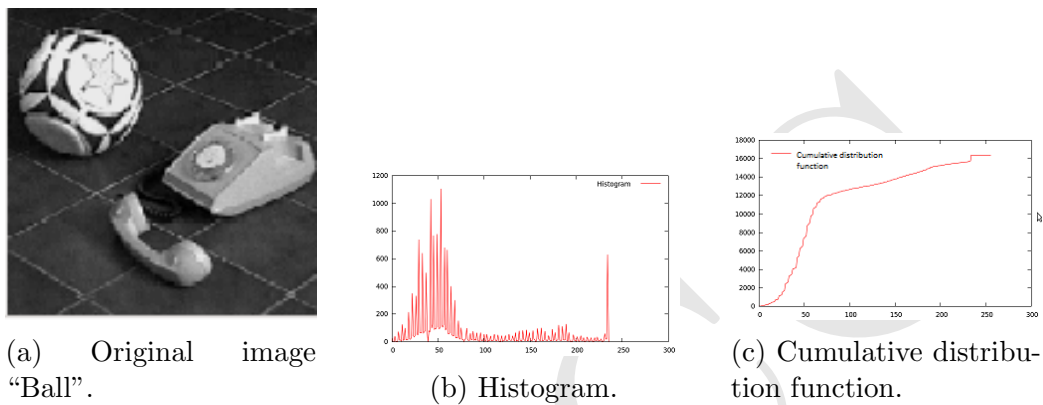 1200
1000
800
600
400
200
0
0 50 100 150 200 250 300
Histogram
18000
16000
14000
12000
10000
8000
6000
4000
2000
0
0 50 100 150 200 250 300
Cumulative distribution
function
(a) Original image
“Ball”.
(b) Histogram.
(c) Cumulative distribu-
tion function.